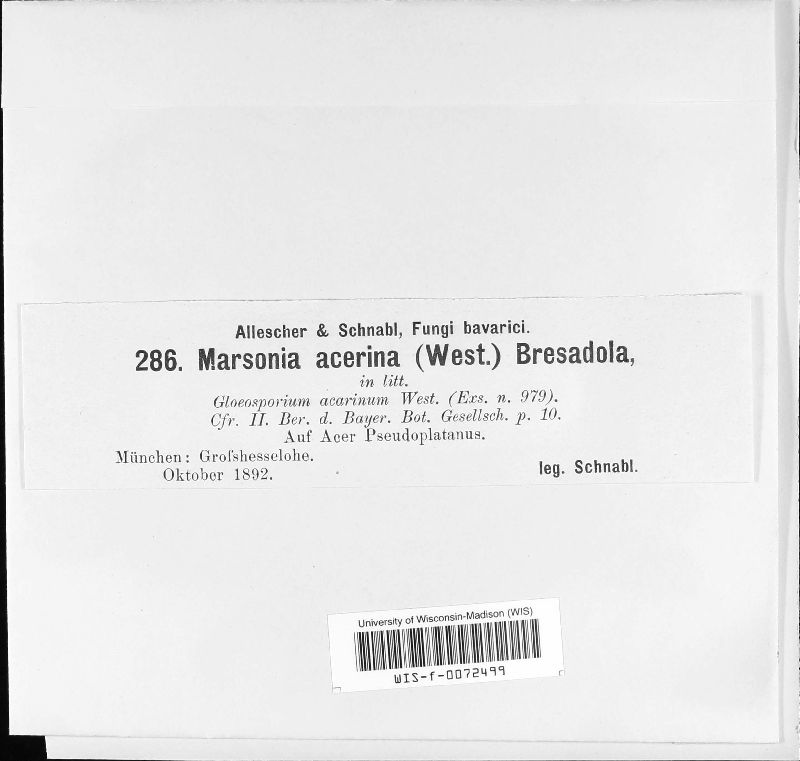 Allescher & Schnabl, Fungi bavarici.
286. Marsonia acerina (West.) Bresadola,
in litt.
Gloeosporium acarinum West. (Exs. n. 979).
Cfr. II. Ber. d. Bayer. Bot. Gesellsch. p. 10.
Auf Acer Pseudoplatanus.
München: Groſshesselohe.
Oktober 1892.
leg. Schnabl.
University of Wisconsin-Madison (WIS)
WIS-f-0072499